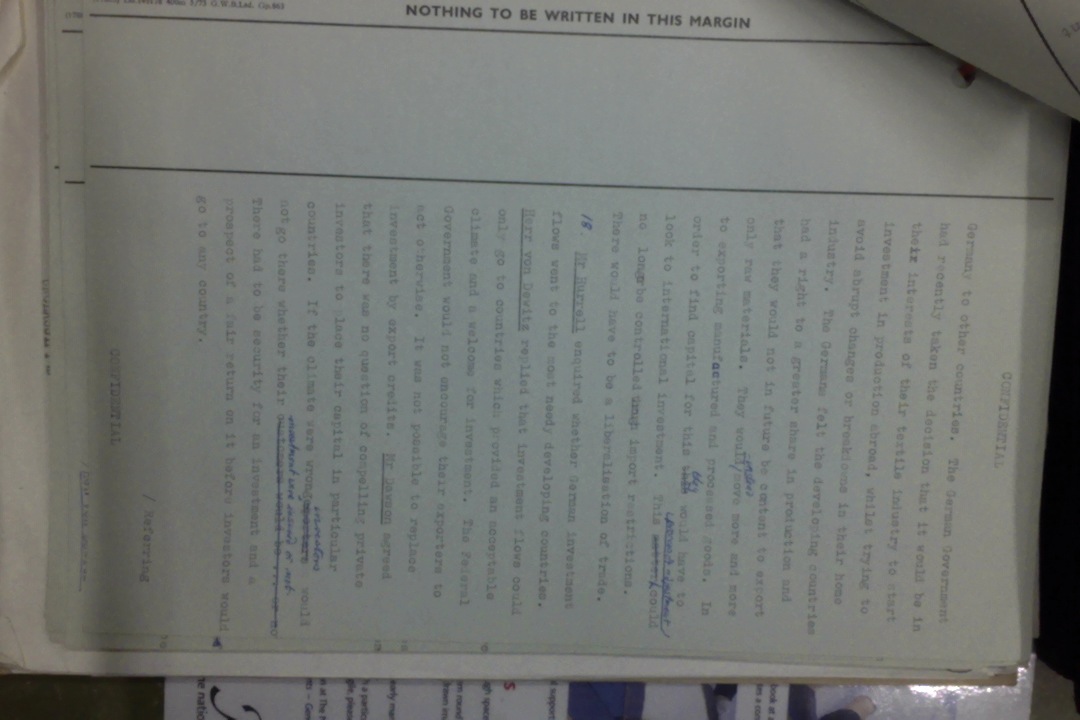 NOTHING TO BE WRITTEN IN THIS MARGIN
CONFIDENTIAL
Germany to other countries. The German Government
had recently taken the decision that it would be in
their interests of their textile industry to start
investment in production abroad, whilst trying to
avoid abrupt changes or breakdowns in their home
industry. The Germans felt the developing countries
had a right to a greater share in production and
that they would not in future be content to export
only raw materials. They would move more and more
to exporting manufactured and processed goods. In
order to find capital for this they would have to
look to international investment. This could
no longer be controlled through import restrictions.
There would have to be a liberalisation of trade.
18. Mr Burrell enquired whether German investment
flows went to the most needy developing countries.
Herr von Dewitz replied that investment flows could
only go to countries which provided an acceptable
climate and a welcome for investment. The Federal
Government would not encourage their exporters to
act otherwise. It was not possible to replace
investment by export credits. Mr Dawson agreed
that there was no question of compelling private
investors to place their capital in particular
countries. If the climate were wrong investors would
not go there whether their investment were insured or not.
There had to be security for an investment and a
prospect of a fair return on it before investors would
go to any country.
/ Referring
CONFIDENTIAL